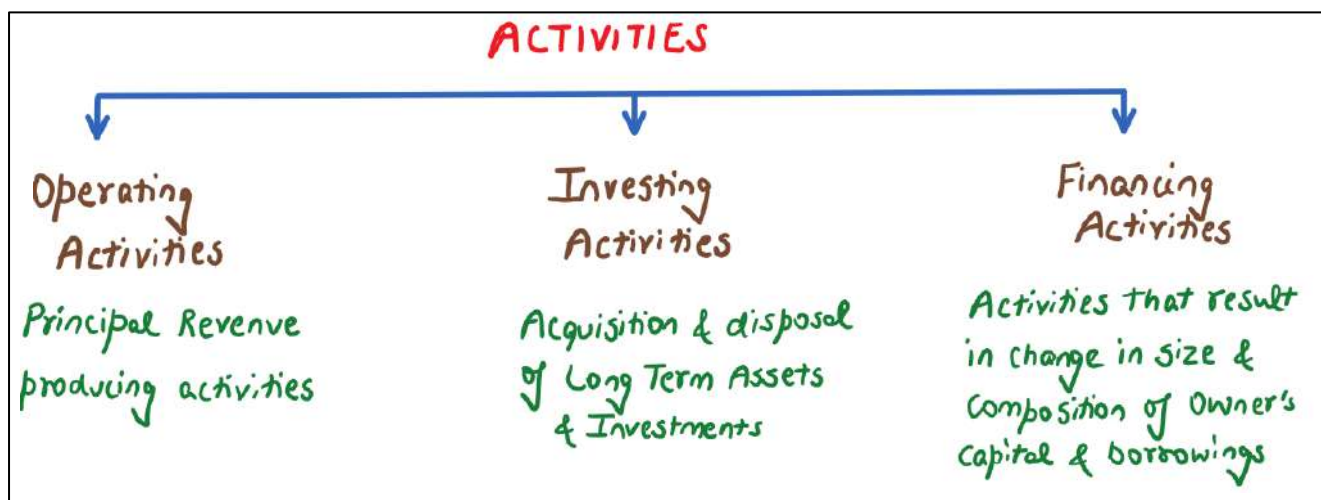 ACTIVITIES
Operating
Activities
Principal Revenue
producing activities
Investing
Activities
Acquisition & disposal
of Long Term Assets
& Investments
Financing
Activities
Activities that result
in change in size &
composition of Owner's
capital & borrowings